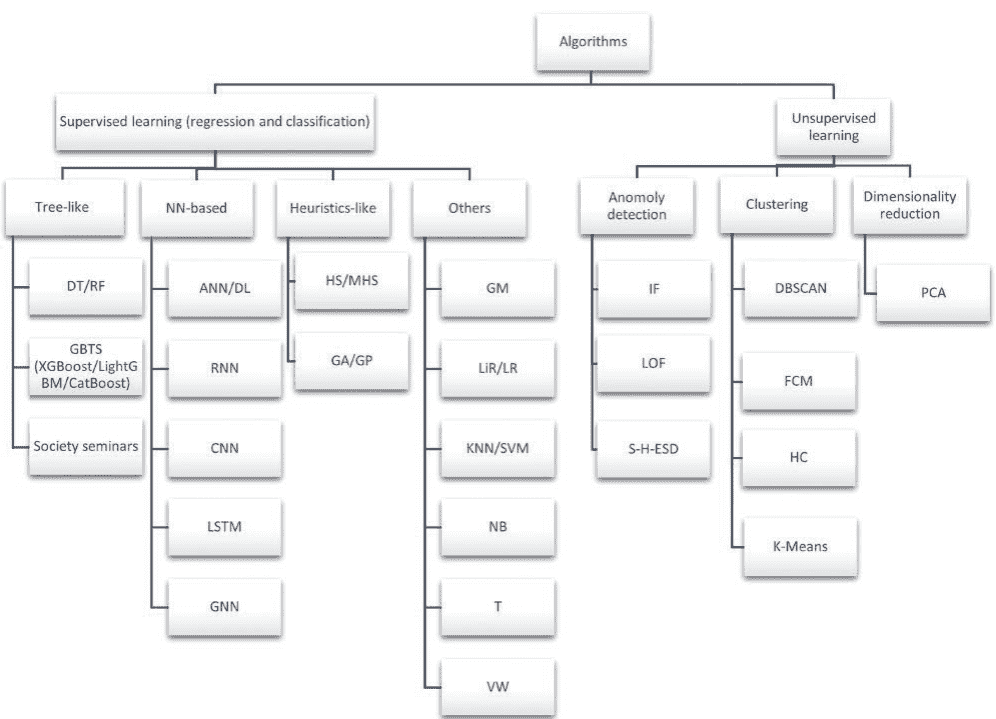 Algorithms
Supervised learning (regression and classification)
Unsupervised
learning
Tree-like
NN-based
Heuristics-like
Others
Anomoly
detection
Clustering
Dimensionality
reduction
DT/RF
GBTS
(XGBoost/LightG
BM/CatBoost)
Society seminars
ANN/DL
RNN
CNN
LSTM
GNN
HS/MHS
GA/GP
GM
LiR/LR
KNN/SVM
NB
T
VW
IF
LOF
S-H-ESD
DBSCAN
FCM
HC
K-Means
PCA